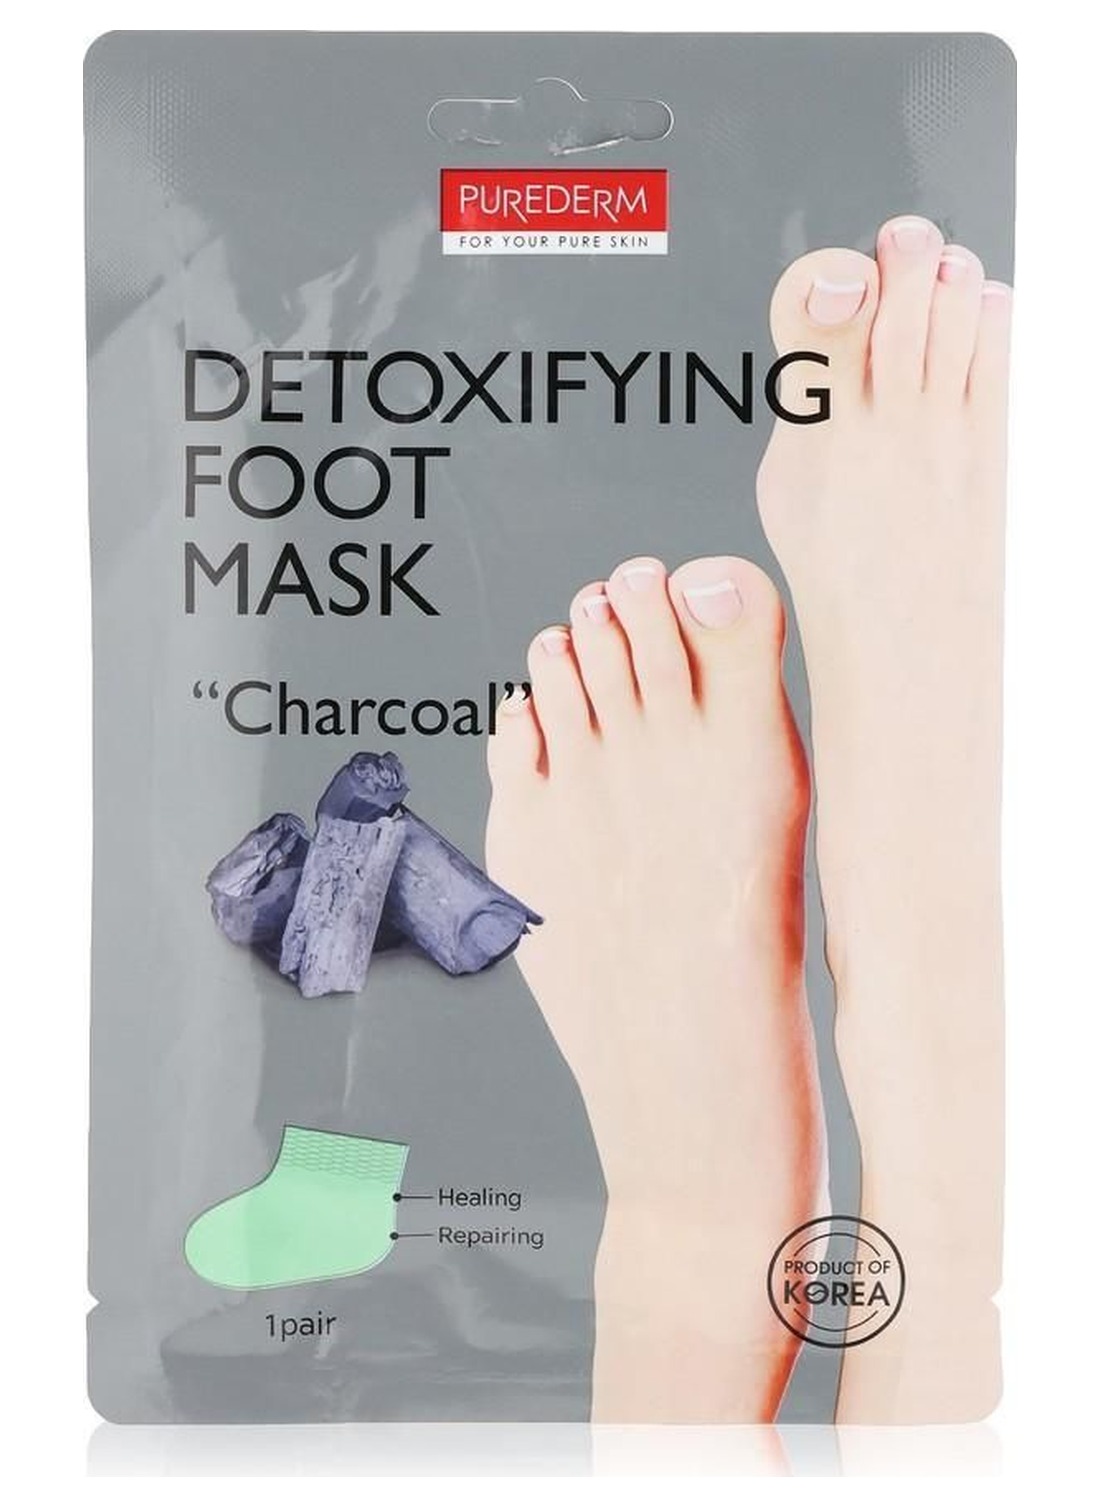 PUREDERM
FOR YOUR PURE SKIN
DETOXIFYING
FOOT
MASK
“Charcoal”
Healing
Repairing
1pair
PRODUCT OF
KOREA